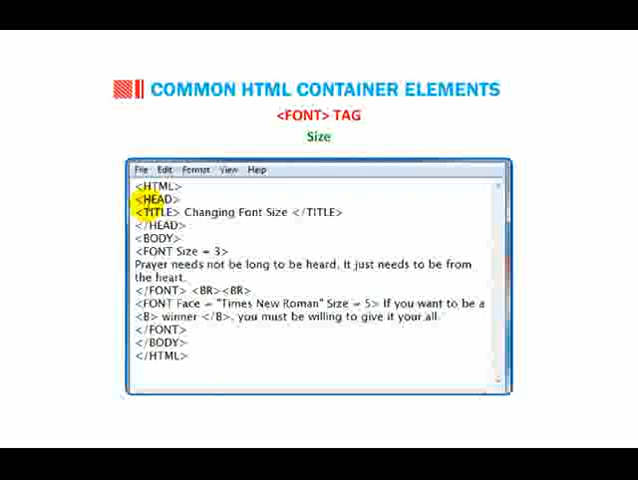 COMMON HTML CONTAINER ELEMENTS
<FONT> TAG
Size
File Edit Format View Help
<HTML>
<HEAD>
<TITLE> Changing Font Size </TITLE>
</HEAD>
<BODY>
<FONT Size = 3>
Prayer needs not be long to be heard. It just needs to be from
the heart.
</FONT> <BR><BR>
<FONT Face = "Times New Roman" Size = 5> If you want to be a
<B> winner </B>, you must be willing to give it your all.
</FONT>
</BODY>
</HTML>